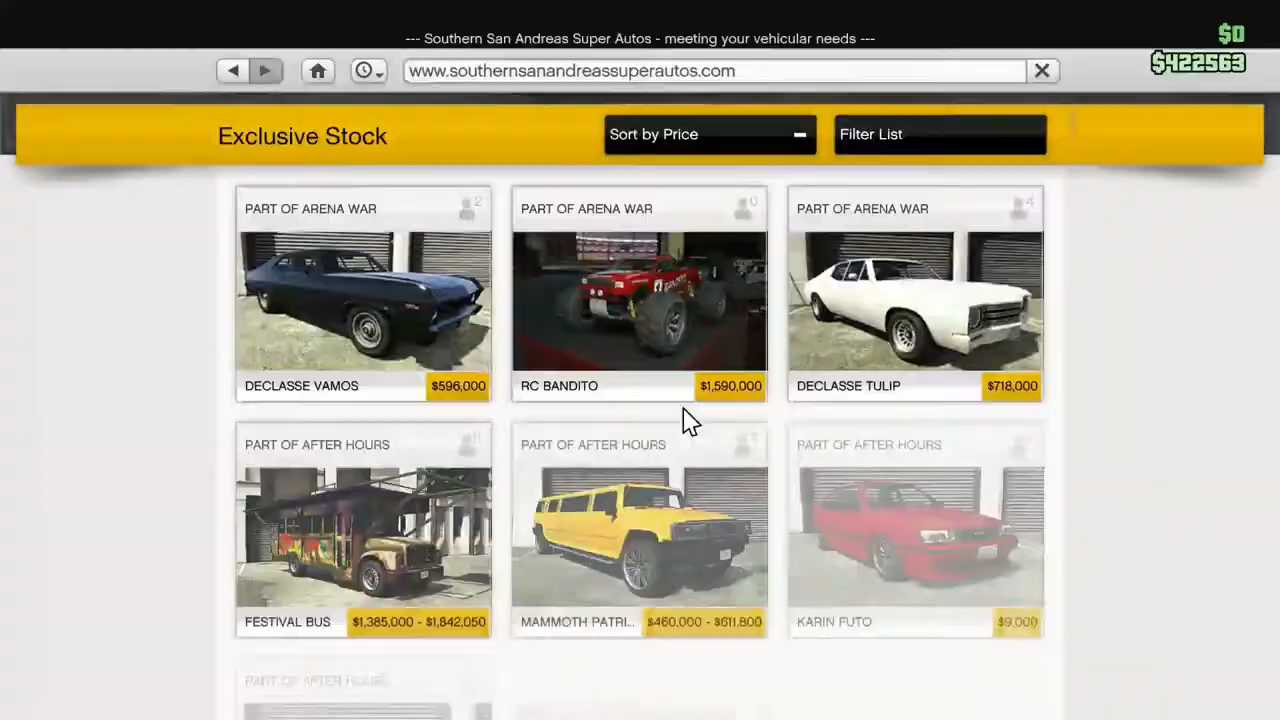 --- Southern San Andreas Super Autos - meeting your vehicular needs ---
$0
$422563
www.southernsanandreassuperautos.com
Exclusive Stock
Sort by Price
Filter List
PART OF ARENA WAR 2
PART OF ARENA WAR 0
PART OF ARENA WAR 4
BANDITO
DECLASSE VAMOS $596,000
RC BANDITO $1,590,000
DECLASSE TULIP $718,000
PART OF AFTER HOURS
PART OF AFTER HOURS
PART OF AFTER HOURS
FESTIVAL BUS $1,385,000 - $1,842,050
MAMMOTH PATRI... $460,000 - $611,800
KARIN FUTO $9,000
PART OF AFTER HOURS